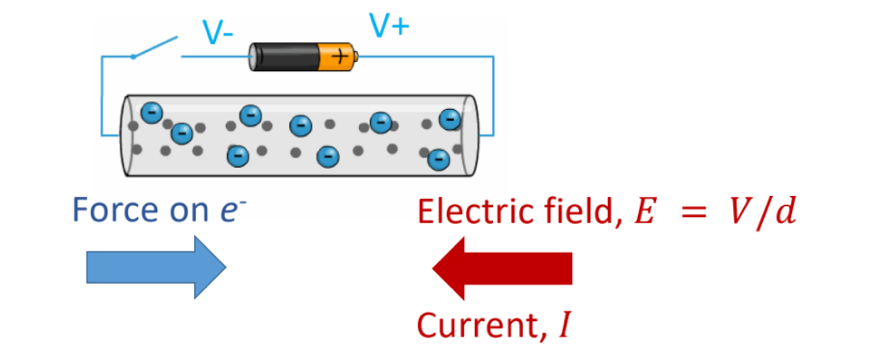 V-
V+
+
Force on e⁻
Electric field, E = V/d
Current, I